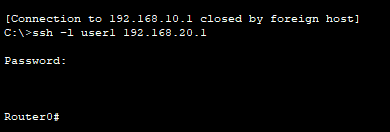 [Connection to 192.168.10.1 closed by foreign host]
C:\>ssh -l user1 192.168.20.1
Password:
Router0#